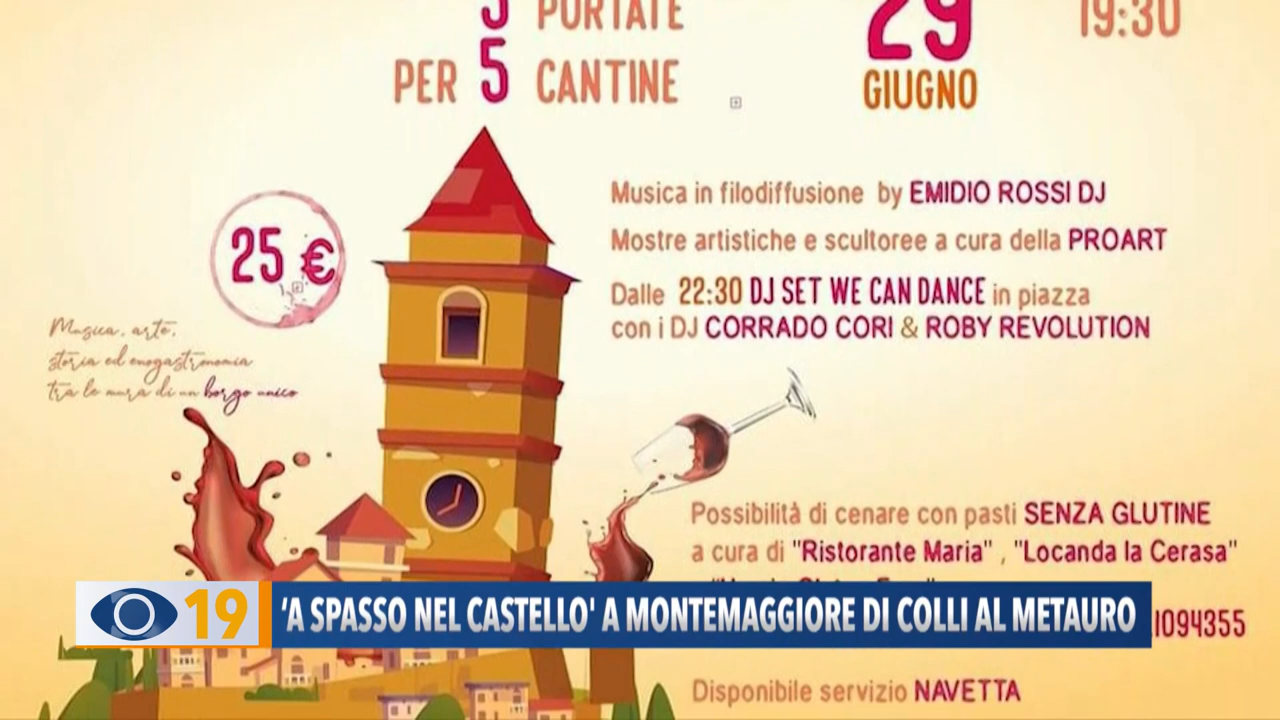 5 PORTATE
PER 5 CANTINE
29
GIUGNO
19:30
25 €
Musica, arte,
storia ed enogastronomia
tra le mura di un borgo unico
Musica in filodiffusione by EMIDIO ROSSI DJ
Mostre artistiche e scultoree a cura della PROART
Dalle 22:30 DJ SET WE CAN DANCE in piazza
con i DJ CORRADO CORI & ROBY REVOLUTION
Possibilità di cenare con pasti SENZA GLUTINE
a cura di "Ristorante Maria" , "Locanda la Cerasa"
19
‘A SPASSO NEL CASTELLO' A MONTEMAGGIORE DI COLLI AL METAURO
1094355
Disponibile servizio NAVETTA